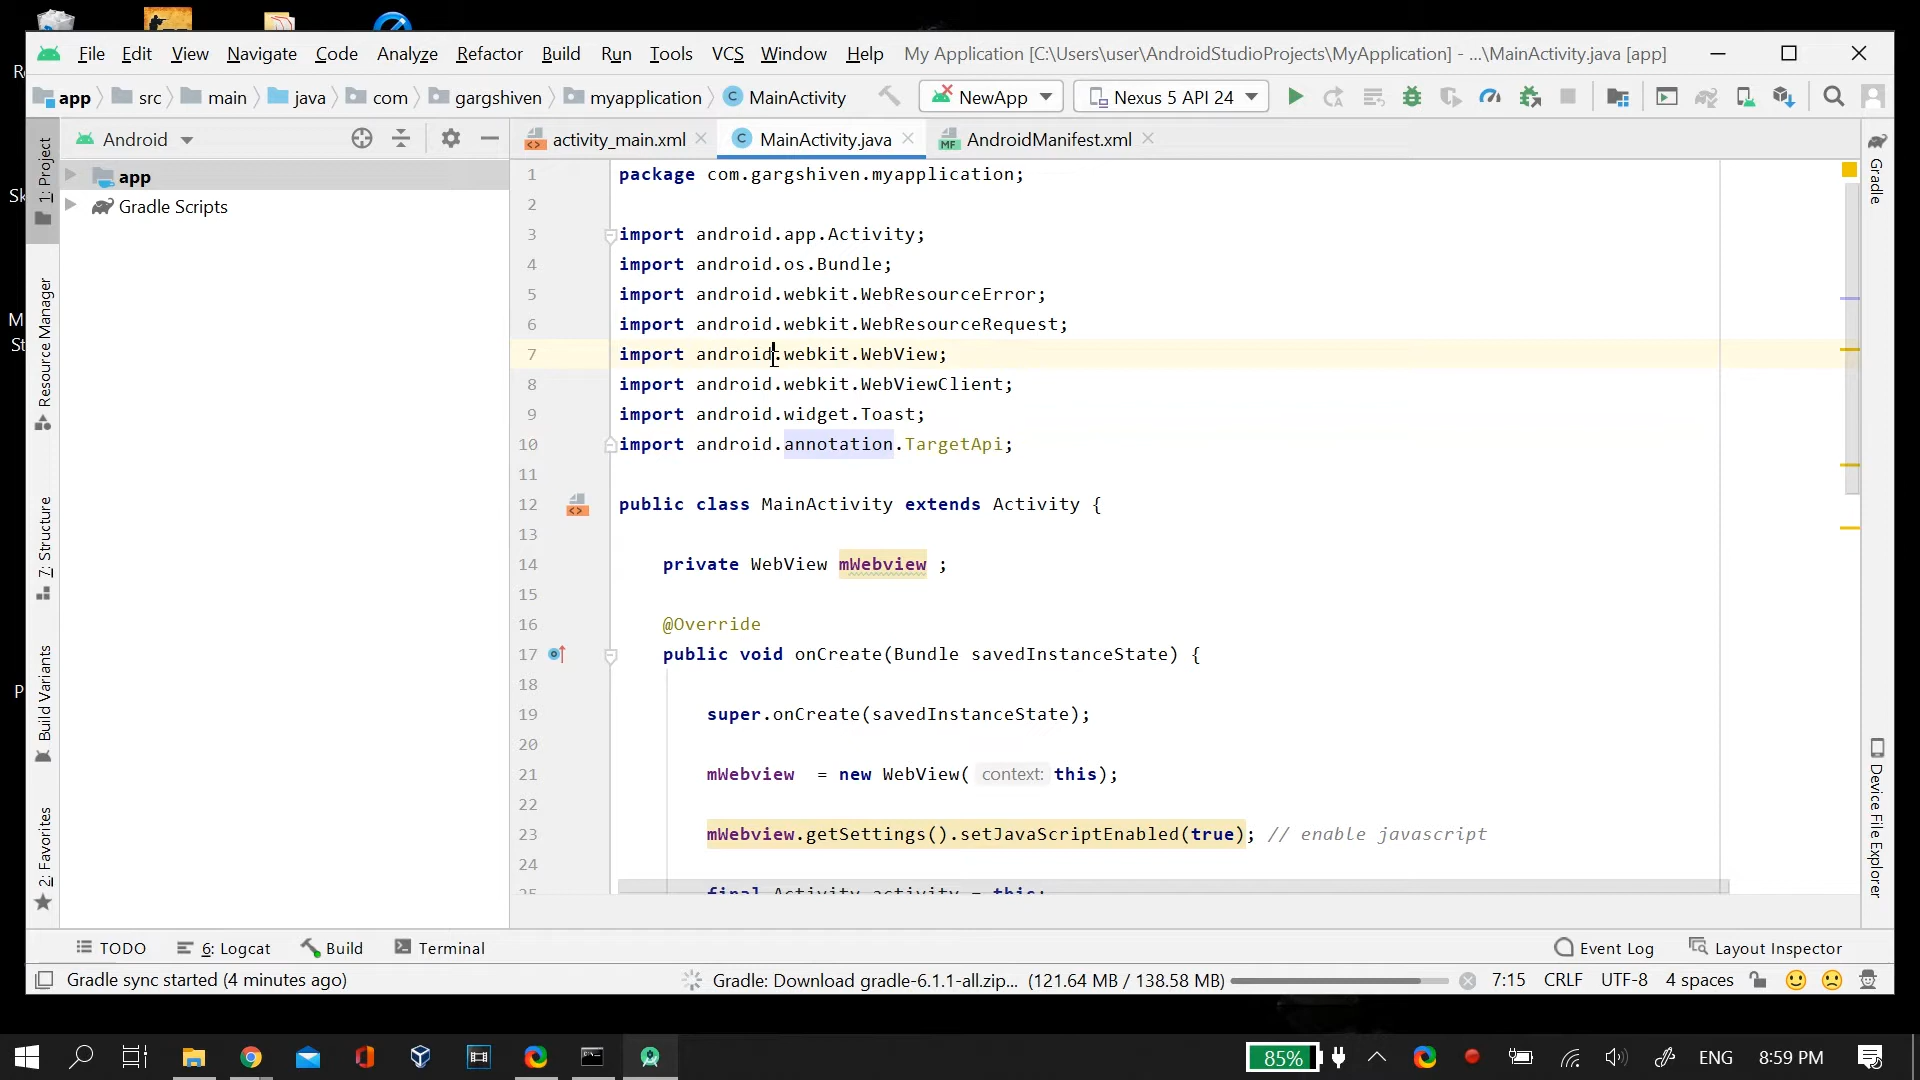 File Edit View Navigate Code Analyze Refactor Build Run Tools VCS Window Help My Application [C:\Users\user\AndroidStudioProjects\MyApplication] - ...\MainActivity.java [app]
app src main java com gargshiven myapplication MainActivity NewApp Nexus 5 API 24
Android activity_main.xml MainActivity.java AndroidManifest.xml
1: Project
Resource Manager
7: Structure
Build Variants
2: Favorites
app
Gradle Scripts
1 package com.gargshiven.myapplication;
2
3 import android.app.Activity;
4 import android.os.Bundle;
5 import android.webkit.WebResourceError;
6 import android.webkit.WebResourceRequest;
7 import android.webkit.WebView;
8 import android.webkit.WebViewClient;
9 import android.widget.Toast;
10 import android.annotation.TargetApi;
11
12 public class MainActivity extends Activity {
13
14 private WebView mWebview ;
15
16 @Override
17 public void onCreate(Bundle savedInstanceState) {
18
19 super.onCreate(savedInstanceState);
20
21 mWebview = new WebView( context: this);
22
23 mWebview.getSettings().setJavaScriptEnabled(true); // enable javascript
24
25 final Activity activity = this;
Gradle
Device File Explorer
TODO 6: Logcat Build Terminal Event Log Layout Inspector
Gradle sync started (4 minutes ago) Gradle: Download gradle-6.1.1-all.zip... (121.64 MB / 138.58 MB) 7:15 CRLF UTF-8 4 spaces
85% ENG 8:59 PM